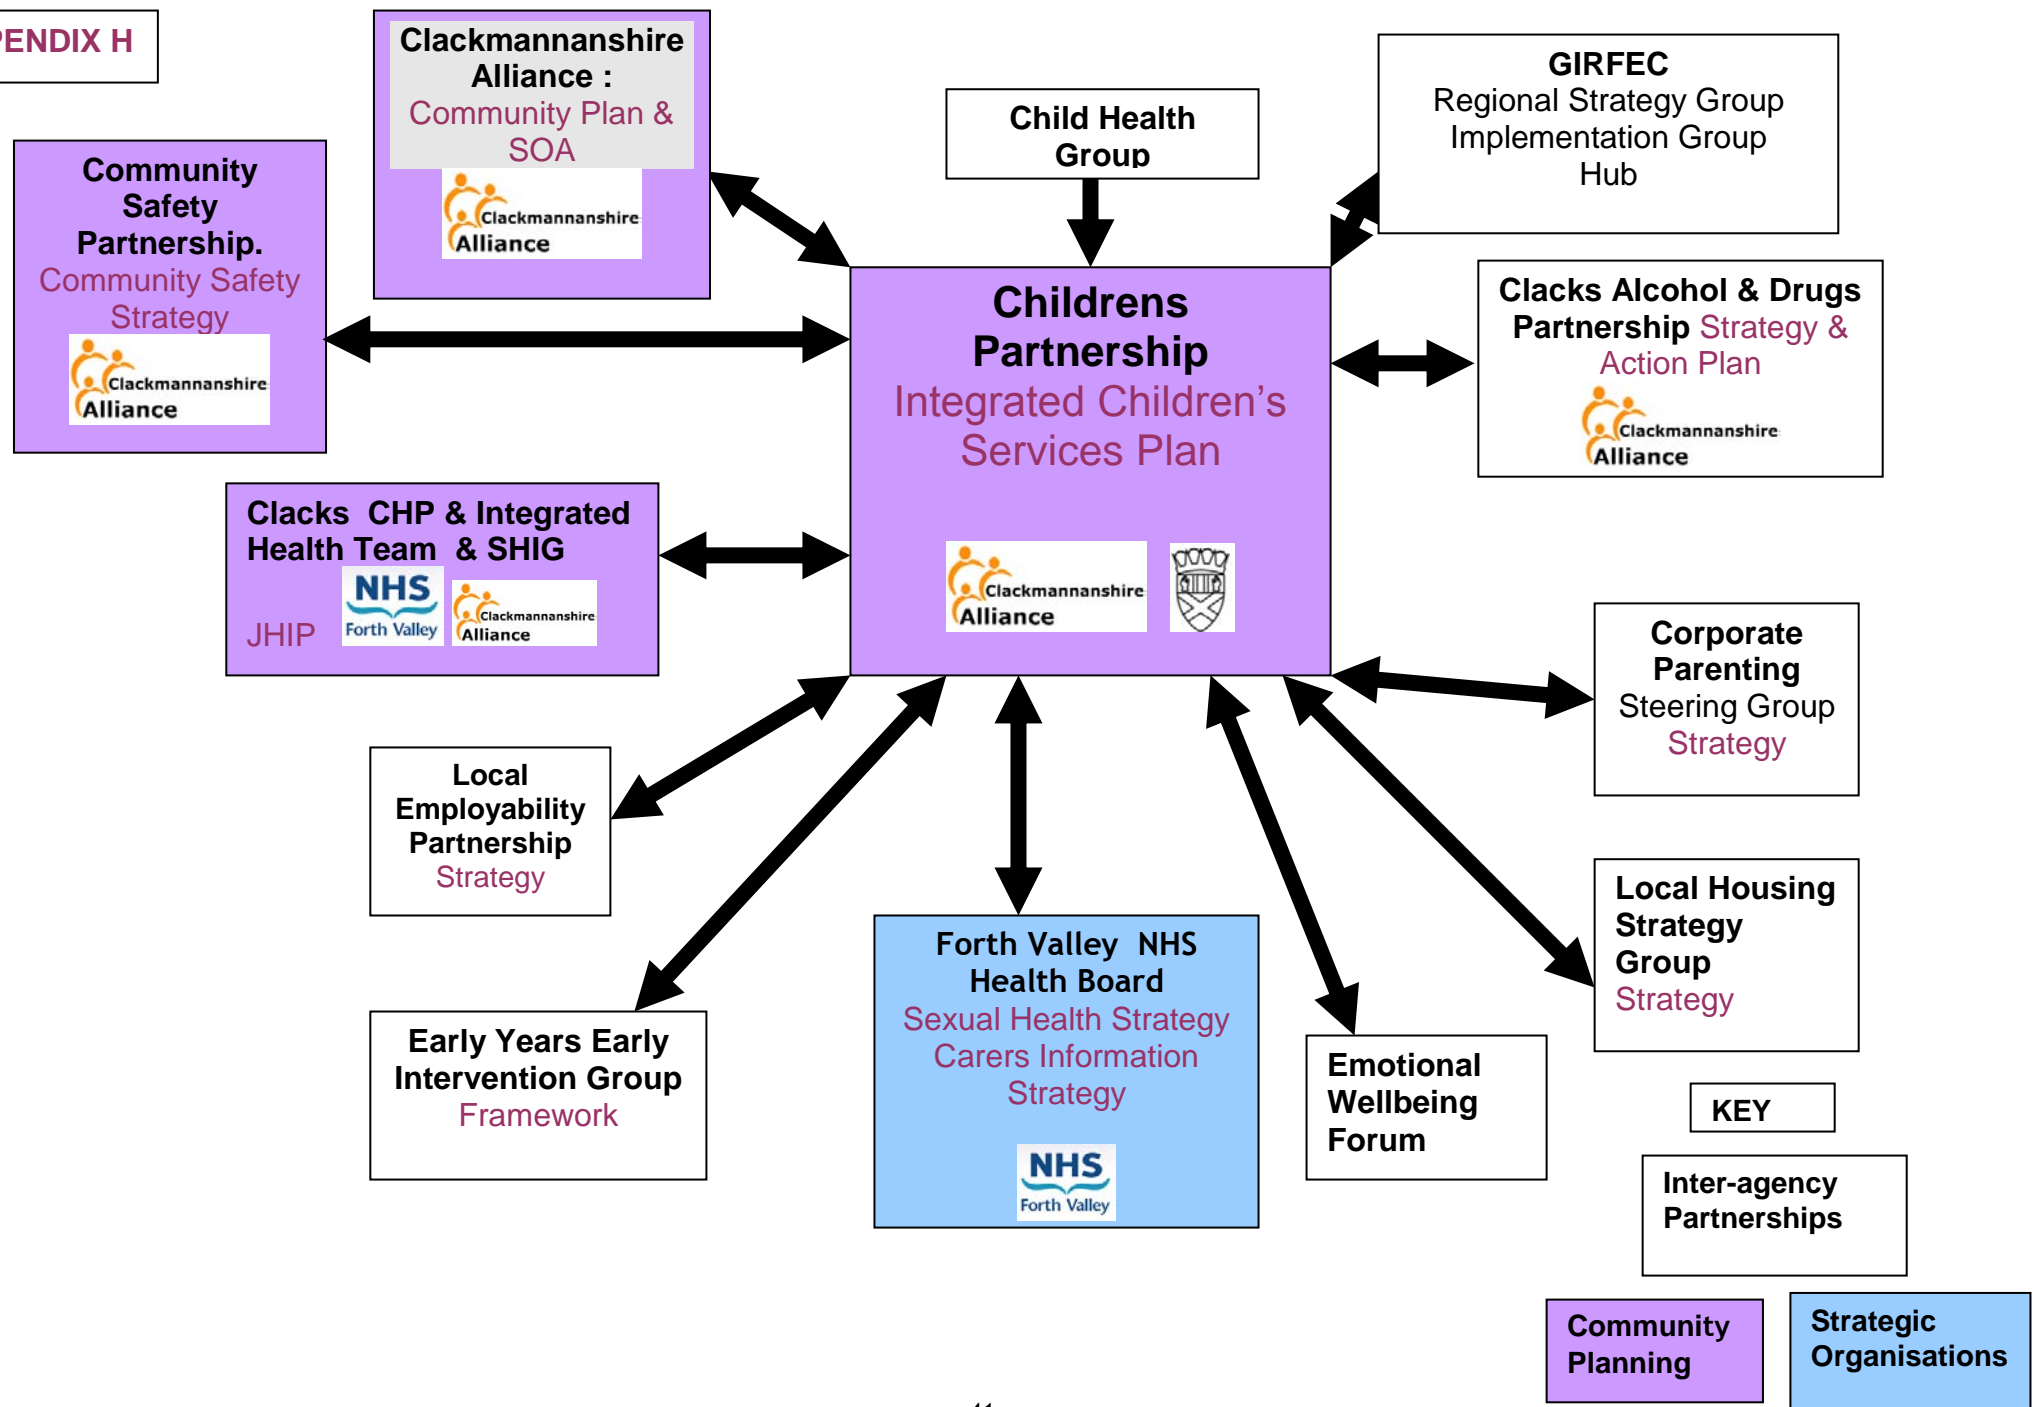 PENDIX H
Clackmannanshire
Alliance :
Community Plan &
SOA
Clackmannanshire
Alliance
Child Health
Group
GIRFEC
Regional Strategy Group
Implementation Group
Hub
Community
Safety
Partnership.
Community Safety
Strategy
Clackmannanshire
Alliance
Childrens
Partnership
Integrated Children’s
Services Plan
Clackmannanshire
Alliance
Clacks Alcohol & Drugs
Partnership Strategy &
Action Plan
Clackmannanshire
Alliance
Clacks  CHP & Integrated
Health Team  & SHIG
JHIP
NHS
Forth Valley
Clackmannanshire
Alliance
Corporate
Parenting
Steering Group
Strategy
Local
Employability
Partnership
Strategy
Local Housing
Strategy
Group
Strategy
Early Years Early
Intervention Group
Framework
Forth Valley  NHS
Health Board
Sexual Health Strategy
Carers Information
Strategy
NHS
Forth Valley
Emotional
Wellbeing
Forum
KEY
Inter-agency
Partnerships
Community
Planning
Strategic
Organisations